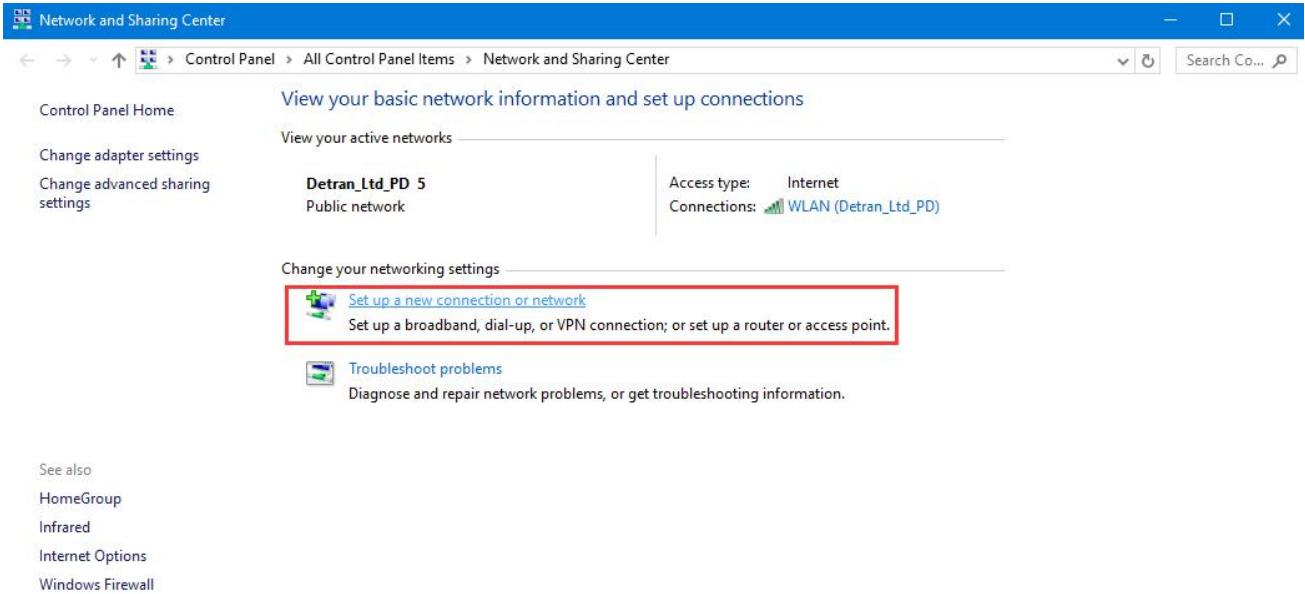 Network and Sharing Center
Control Panel > All Control Panel Items > Network and Sharing Center
Search Co...
Control Panel Home
Change adapter settings
Change advanced sharing
settings
View your basic network information and set up connections
View your active networks
Detran_Ltd_PD 5
Public network
Access type: Internet
Connections: WLAN (Detran_Ltd_PD)
Change your networking settings
Set up a new connection or network
Set up a broadband, dial-up, or VPN connection; or set up a router or access point.
Troubleshoot problems
Diagnose and repair network problems, or get troubleshooting information.
See also
HomeGroup
Infrared
Internet Options
Windows Firewall